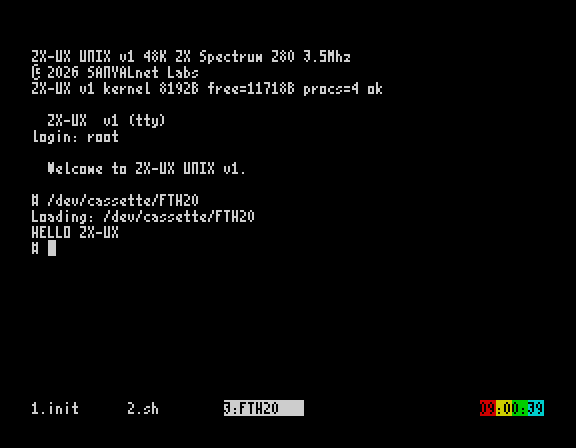 ZX-UX UNIX v1 48K ZX Spectrum Z80 3.5Mhz
© 2026 SANYALnet Labs
ZX-UX v1 kernel 8192B free=11718B procs=4 ok
ZX-UX  v1 (tty)
login: root
Welcome to ZX-UX UNIX v1.
# /dev/cassette/FTH20
Loading: /dev/cassette/FTH20
HELLO ZX-UX
#
1.init 2.sh 3.FTH20 09:00:39